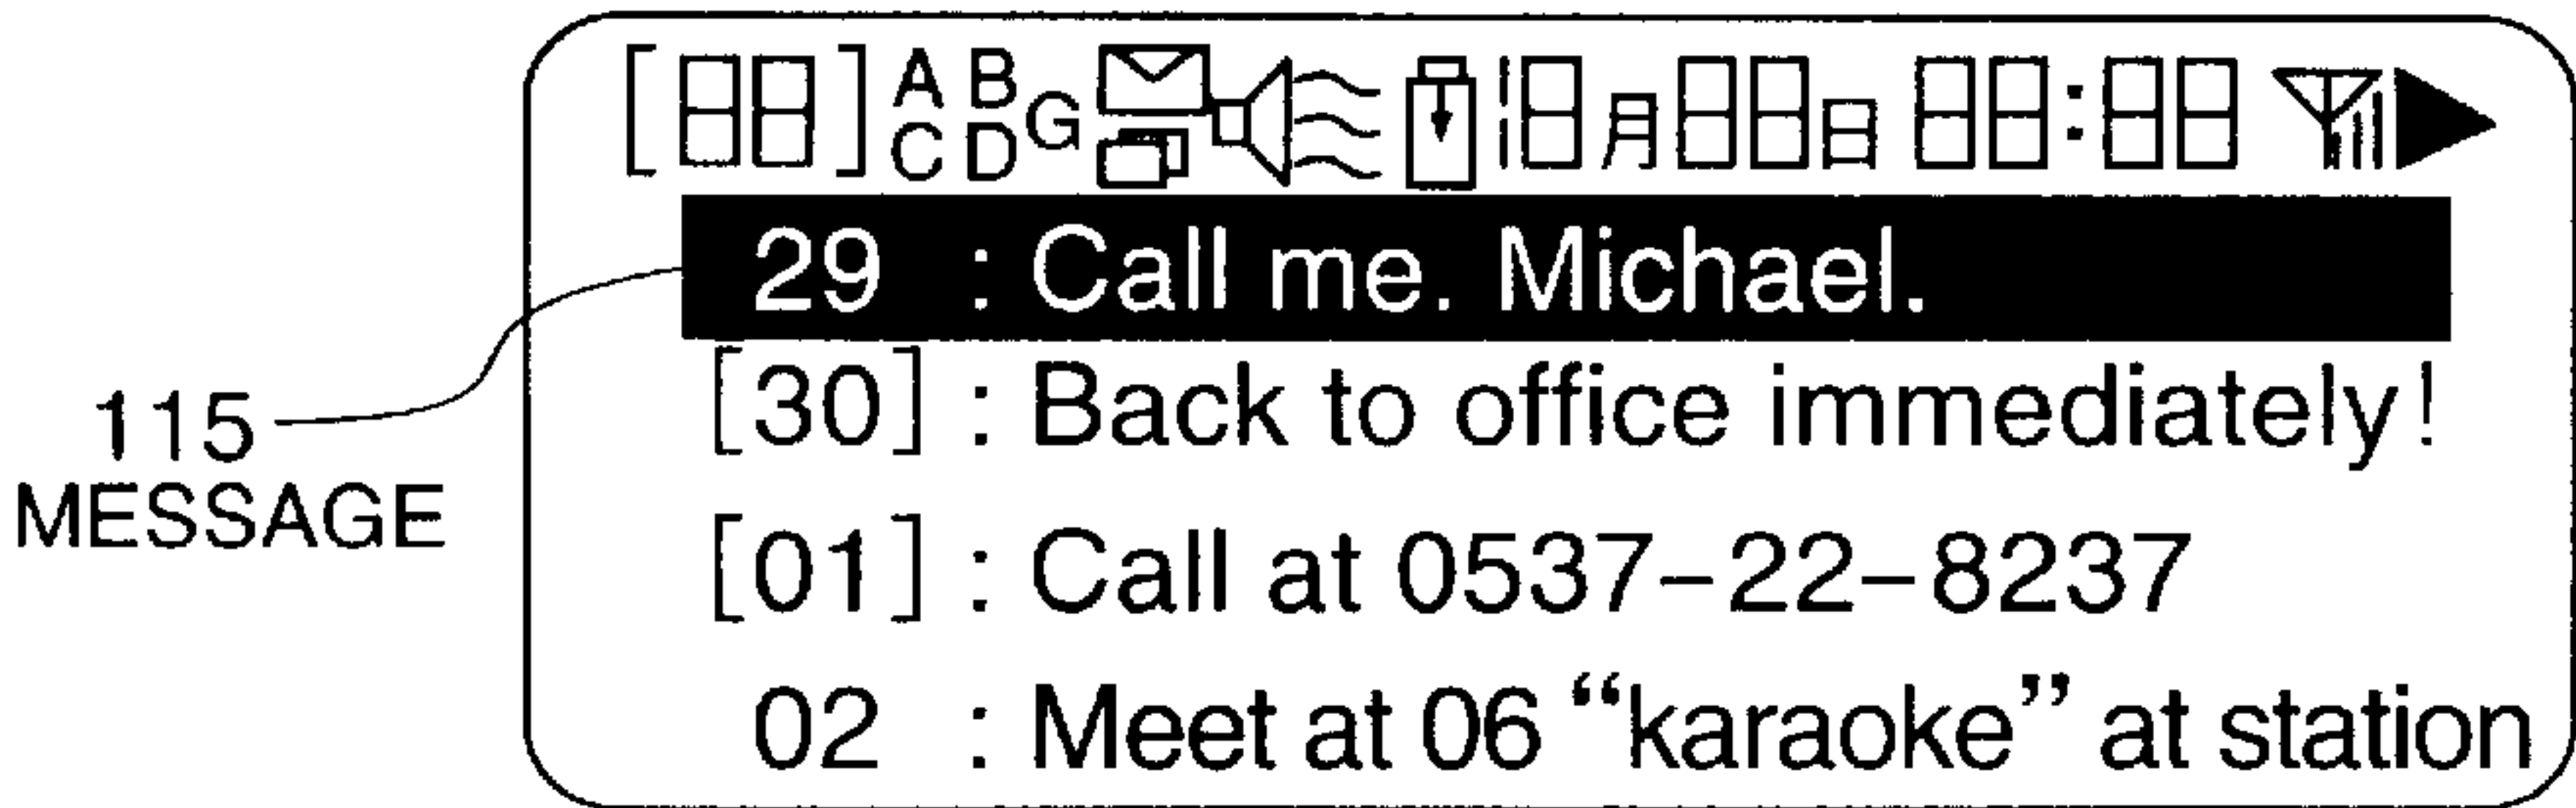 [88] A B C D G 18月88日 88:88
29 : Call me. Michael.
[30] : Back to office immediately!
[01] : Call at 0537-22-8237
02 : Meet at 06 “karaoke” at station
115
MESSAGE